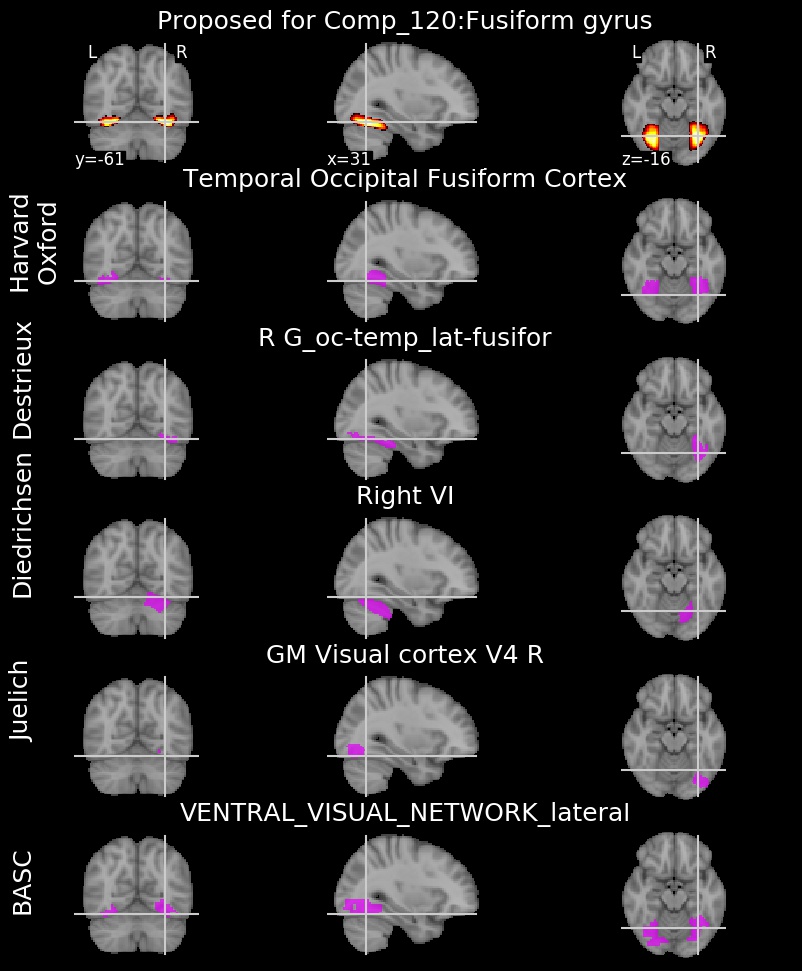 Proposed for Comp_120:Fusiform gyrus
L R L R
y=-61 x=31 z=-16
Temporal Occipital Fusiform Cortex
Harvard
Oxford
R G_oc-temp_lat-fusifor
Destrieux
Right VI
Diedrichsen
GM Visual cortex V4 R
Juelich
VENTRAL_VISUAL_NETWORK_lateral
BASC